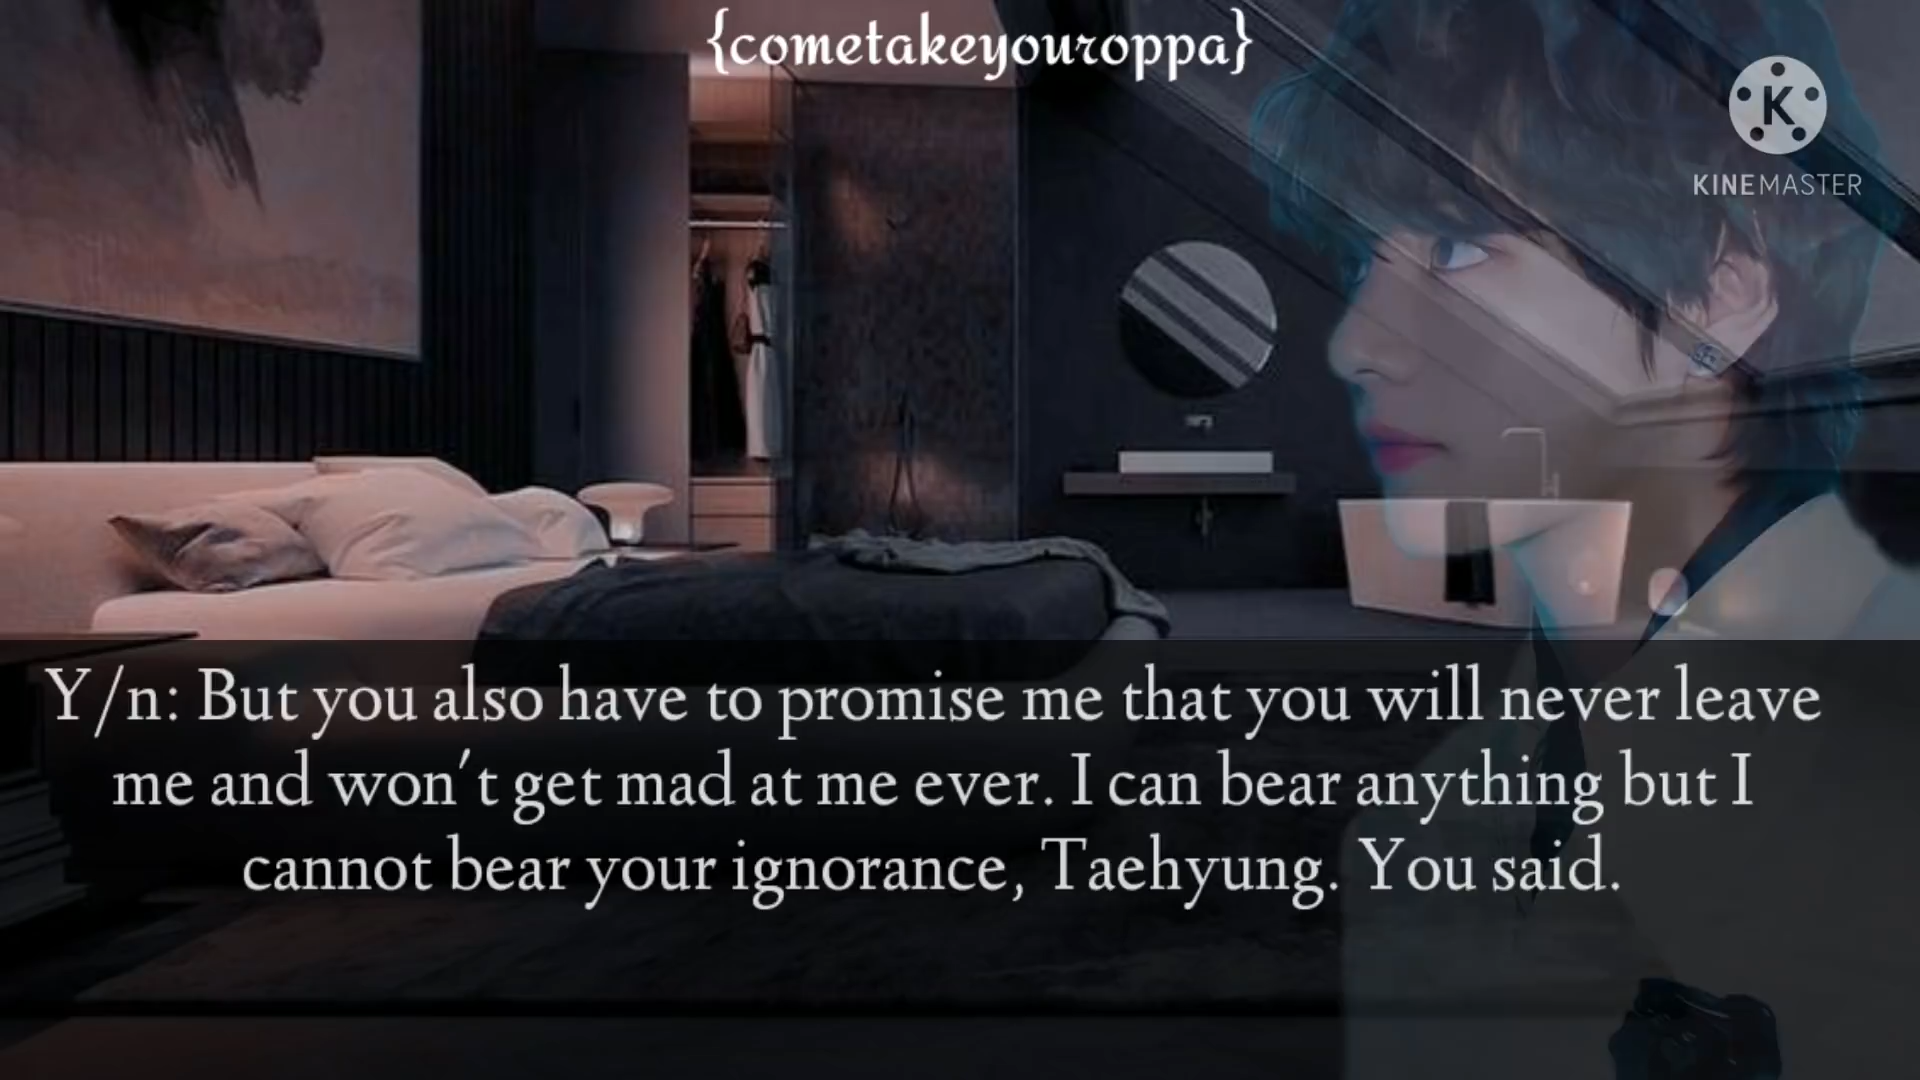 {cometakeyouroppa}
K
KINEMASTER
Y/n: But you also have to promise me that you will never leave
me and won't get mad at me ever. I can bear anything but I
cannot bear your ignorance, Taehyung. You said.